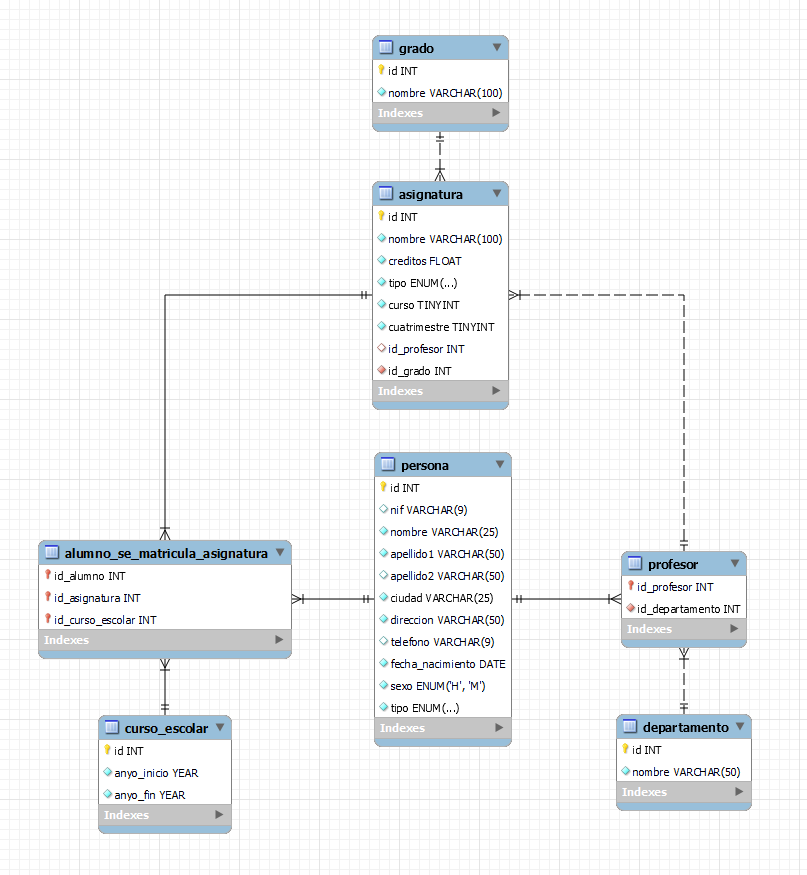 grado
id INT
nombre VARCHAR(100)
Indexes
asignatura
id INT
nombre VARCHAR(100)
creditos FLOAT
tipo ENUM(...)
curso TINYINT
cuatrimestre TINYINT
id_profesor INT
id_grado INT
Indexes
persona
id INT
nif VARCHAR(9)
nombre VARCHAR(25)
apellido1 VARCHAR(50)
apellido2 VARCHAR(50)
ciudad VARCHAR(25)
direccion VARCHAR(50)
telefono VARCHAR(9)
fecha_nacimiento DATE
sexo ENUM('H', 'M')
tipo ENUM(...)
Indexes
alumno_se_matricula_asignatura
id_alumno INT
id_asignatura INT
id_curso_escolar INT
Indexes
profesor
id_profesor INT
id_departamento INT
Indexes
curso_escolar
id INT
anyo_inicio YEAR
anyo_fin YEAR
Indexes
departamento
id INT
nombre VARCHAR(50)
Indexes